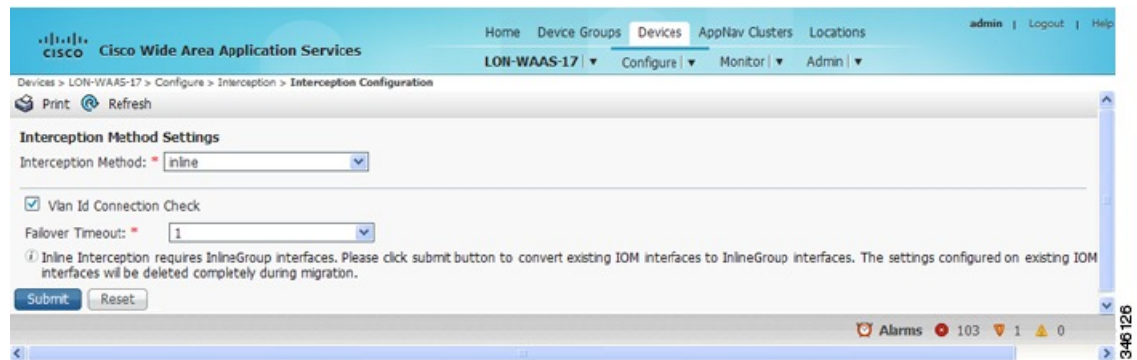 Home Device Groups Devices AppNav Clusters Locations
admin | Logout | Help
CISCO Cisco Wide Area Application Services
LON-WAAS-17 | Configure | Monitor | Admin |
Devices > LON-WAAS-17 > Configure > Interception > Interception Configuration
Print Refresh
Interception Method Settings
Interception Method: * inline
Vlan Id Connection Check
Failover Timeout: * 1
i Inline Interception requires InlineGroup interfaces. Please click submit button to convert existing IOM interfaces to InlineGroup interfaces. The settings configured on existing IOM
interfaces will be deleted completely during migration.
Submit Reset
Alarms 103 1 0
346126